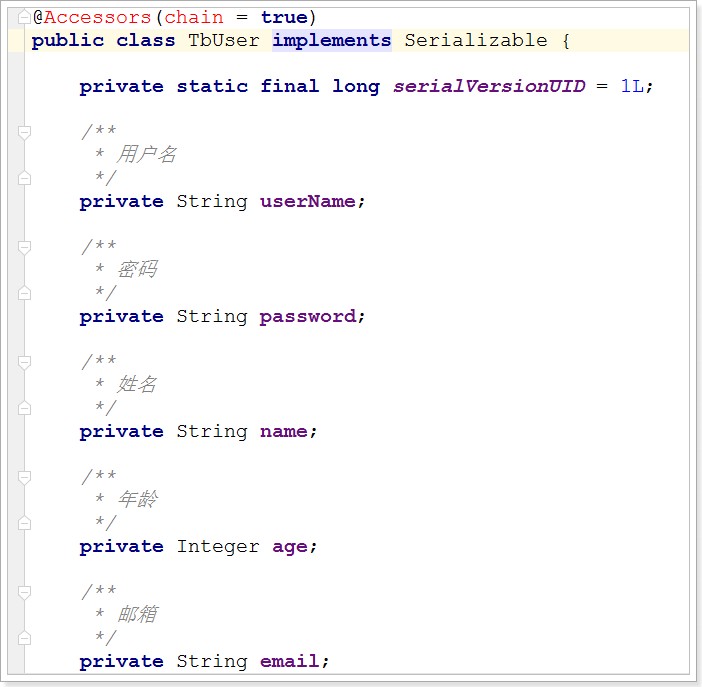 @Accessors(chain = true)
public class TbUser implements Serializable {
private static final long serialVersionUID = 1L;
/**
* 用户名
*/
private String userName;
/**
* 密码
*/
private String password;
/**
* 姓名
*/
private String name;
/**
* 年龄
*/
private Integer age;
/**
* 邮箱
*/
private String email;